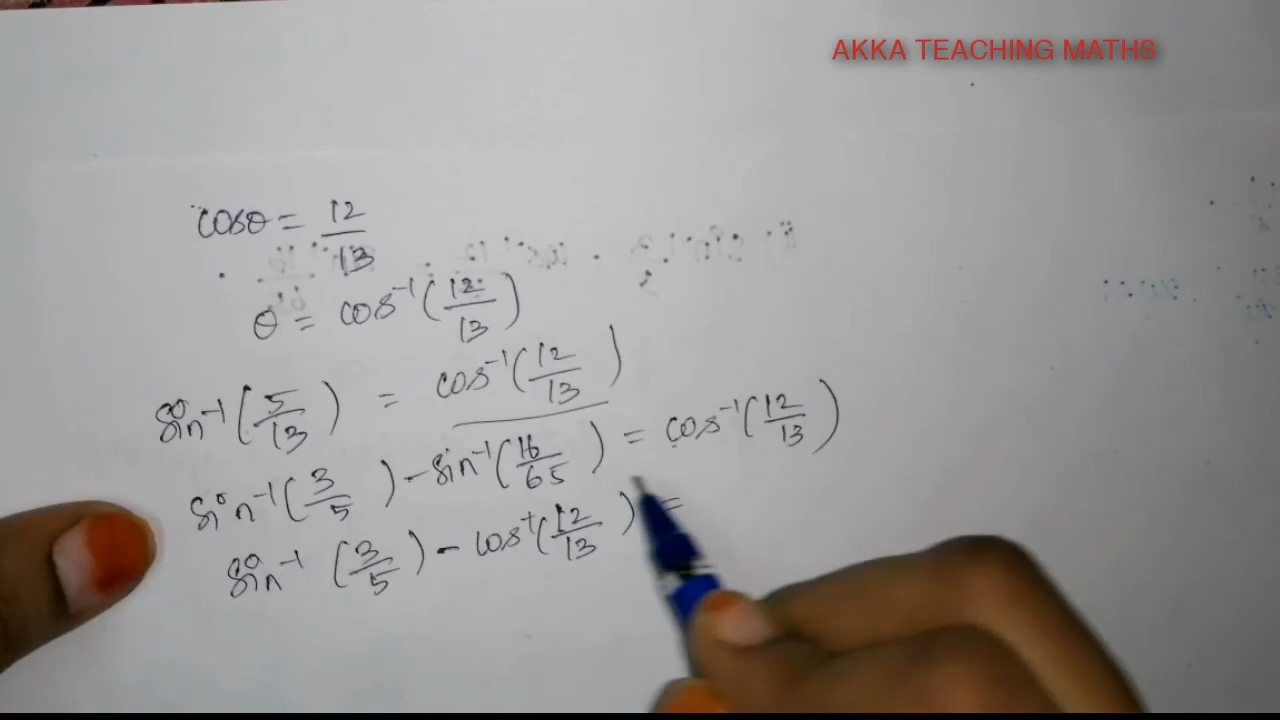 AKKA TEACHING MATHS
cosθ = 12/13
θ = cos⁻¹(12/13)
sin⁻¹(5/13) = cos⁻¹(12/13)
sin⁻¹(3/5) - sin⁻¹(16/65) = cos⁻¹(12/13)
sin⁻¹(3/5) - cos⁻¹(12/13) =